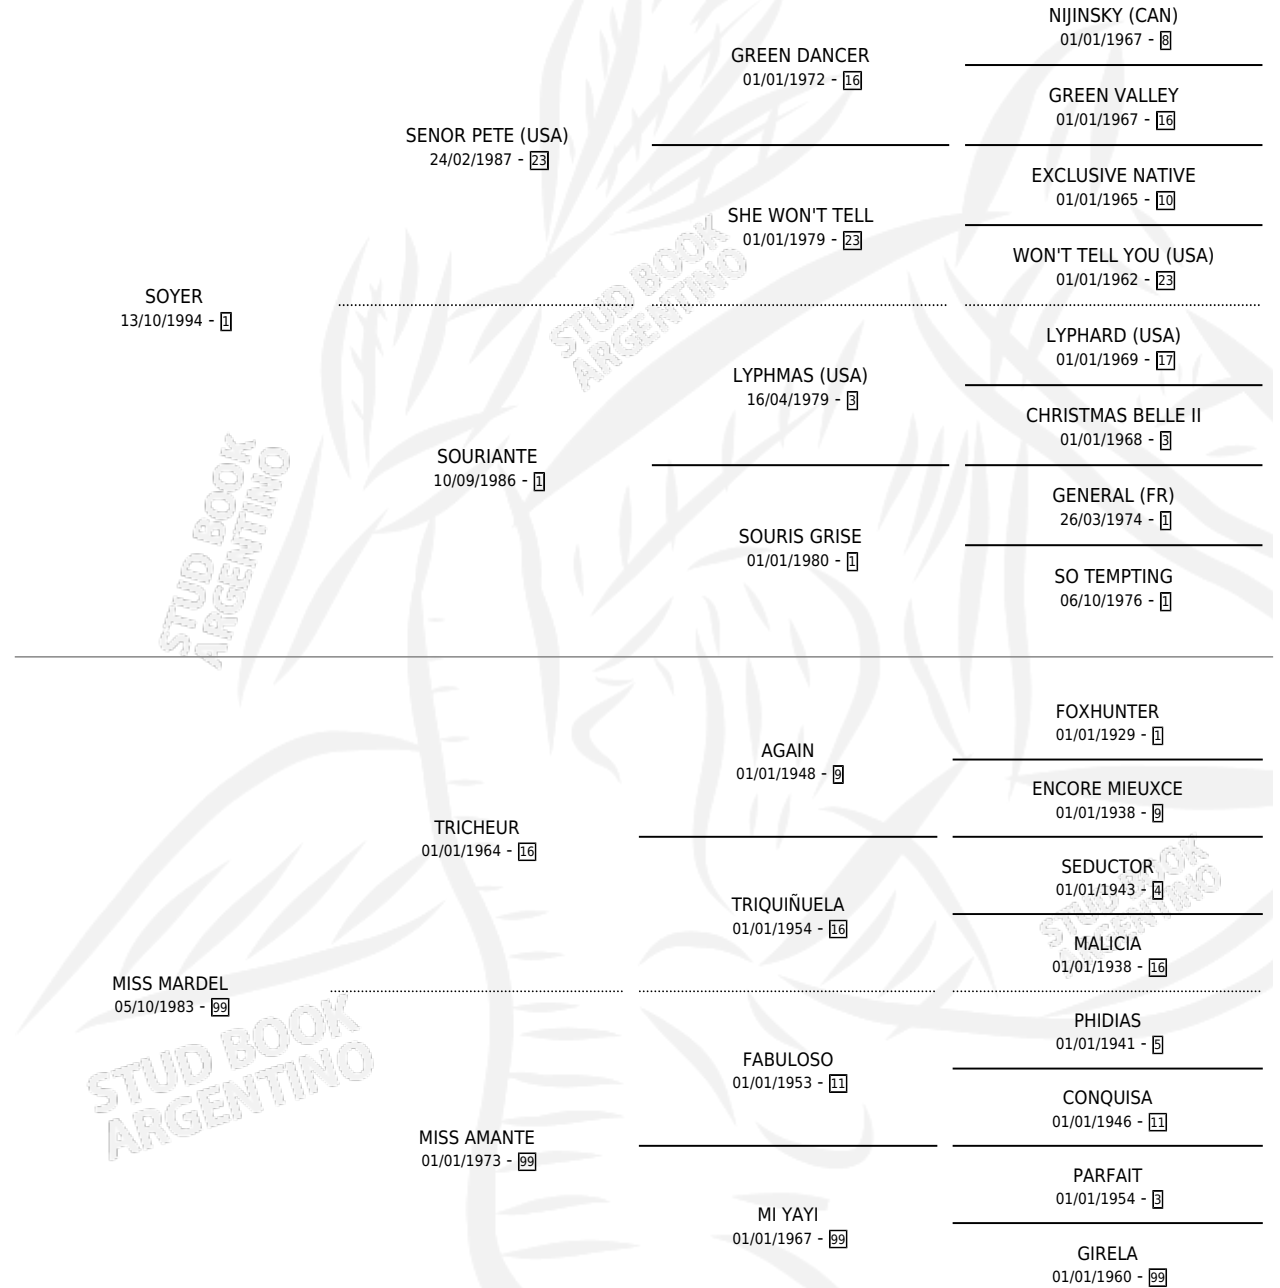 NIJINSKY (CAN)
01/01/1967 - 8
GREEN DANCER
01/01/1972 - 16
GREEN VALLEY
01/01/1967 - 16
SENOR PETE (USA)
24/02/1987 - 23
EXCLUSIVE NATIVE
01/01/1965 - 10
SHE WON'T TELL
01/01/1979 - 23
WON'T TELL YOU (USA)
01/01/1962 - 23
SOYER
13/10/1994 - 1
LYPHARD (USA)
01/01/1969 - 17
LYPHMAS (USA)
16/04/1979 - 3
CHRISTMAS BELLE II
01/01/1968 - 3
SOURIANTE
10/09/1986 - 1
GENERAL (FR)
26/03/1974 - 1
SOURIS GRISE
01/01/1980 - 1
SO TEMPTING
06/10/1976 - 1
STUD BOOK
ARGENTINO
STUD BOOK
ARGENTINO
FOXHUNTER
01/01/1929 - 1
AGAIN
01/01/1948 - 9
ENCORE MIEUXCE
01/01/1938 - 9
TRICHEUR
01/01/1964 - 16
SEDUCTOR
01/01/1943 - 4
TRIQUIÑUELA
01/01/1954 - 16
MALICIA
01/01/1938 - 16
MISS MARDEL
05/10/1983 - 99
PHIDIAS
01/01/1941 - 5
FABULOSO
01/01/1953 - 11
CONQUISA
01/01/1946 - 11
MISS AMANTE
01/01/1973 - 99
PARFAIT
01/01/1954 - 3
MI YAYI
01/01/1967 - 99
GIRELA
01/01/1960 - 99
STUD BOOK
ARGENTINO
STUD BOOK
ARGENTINO